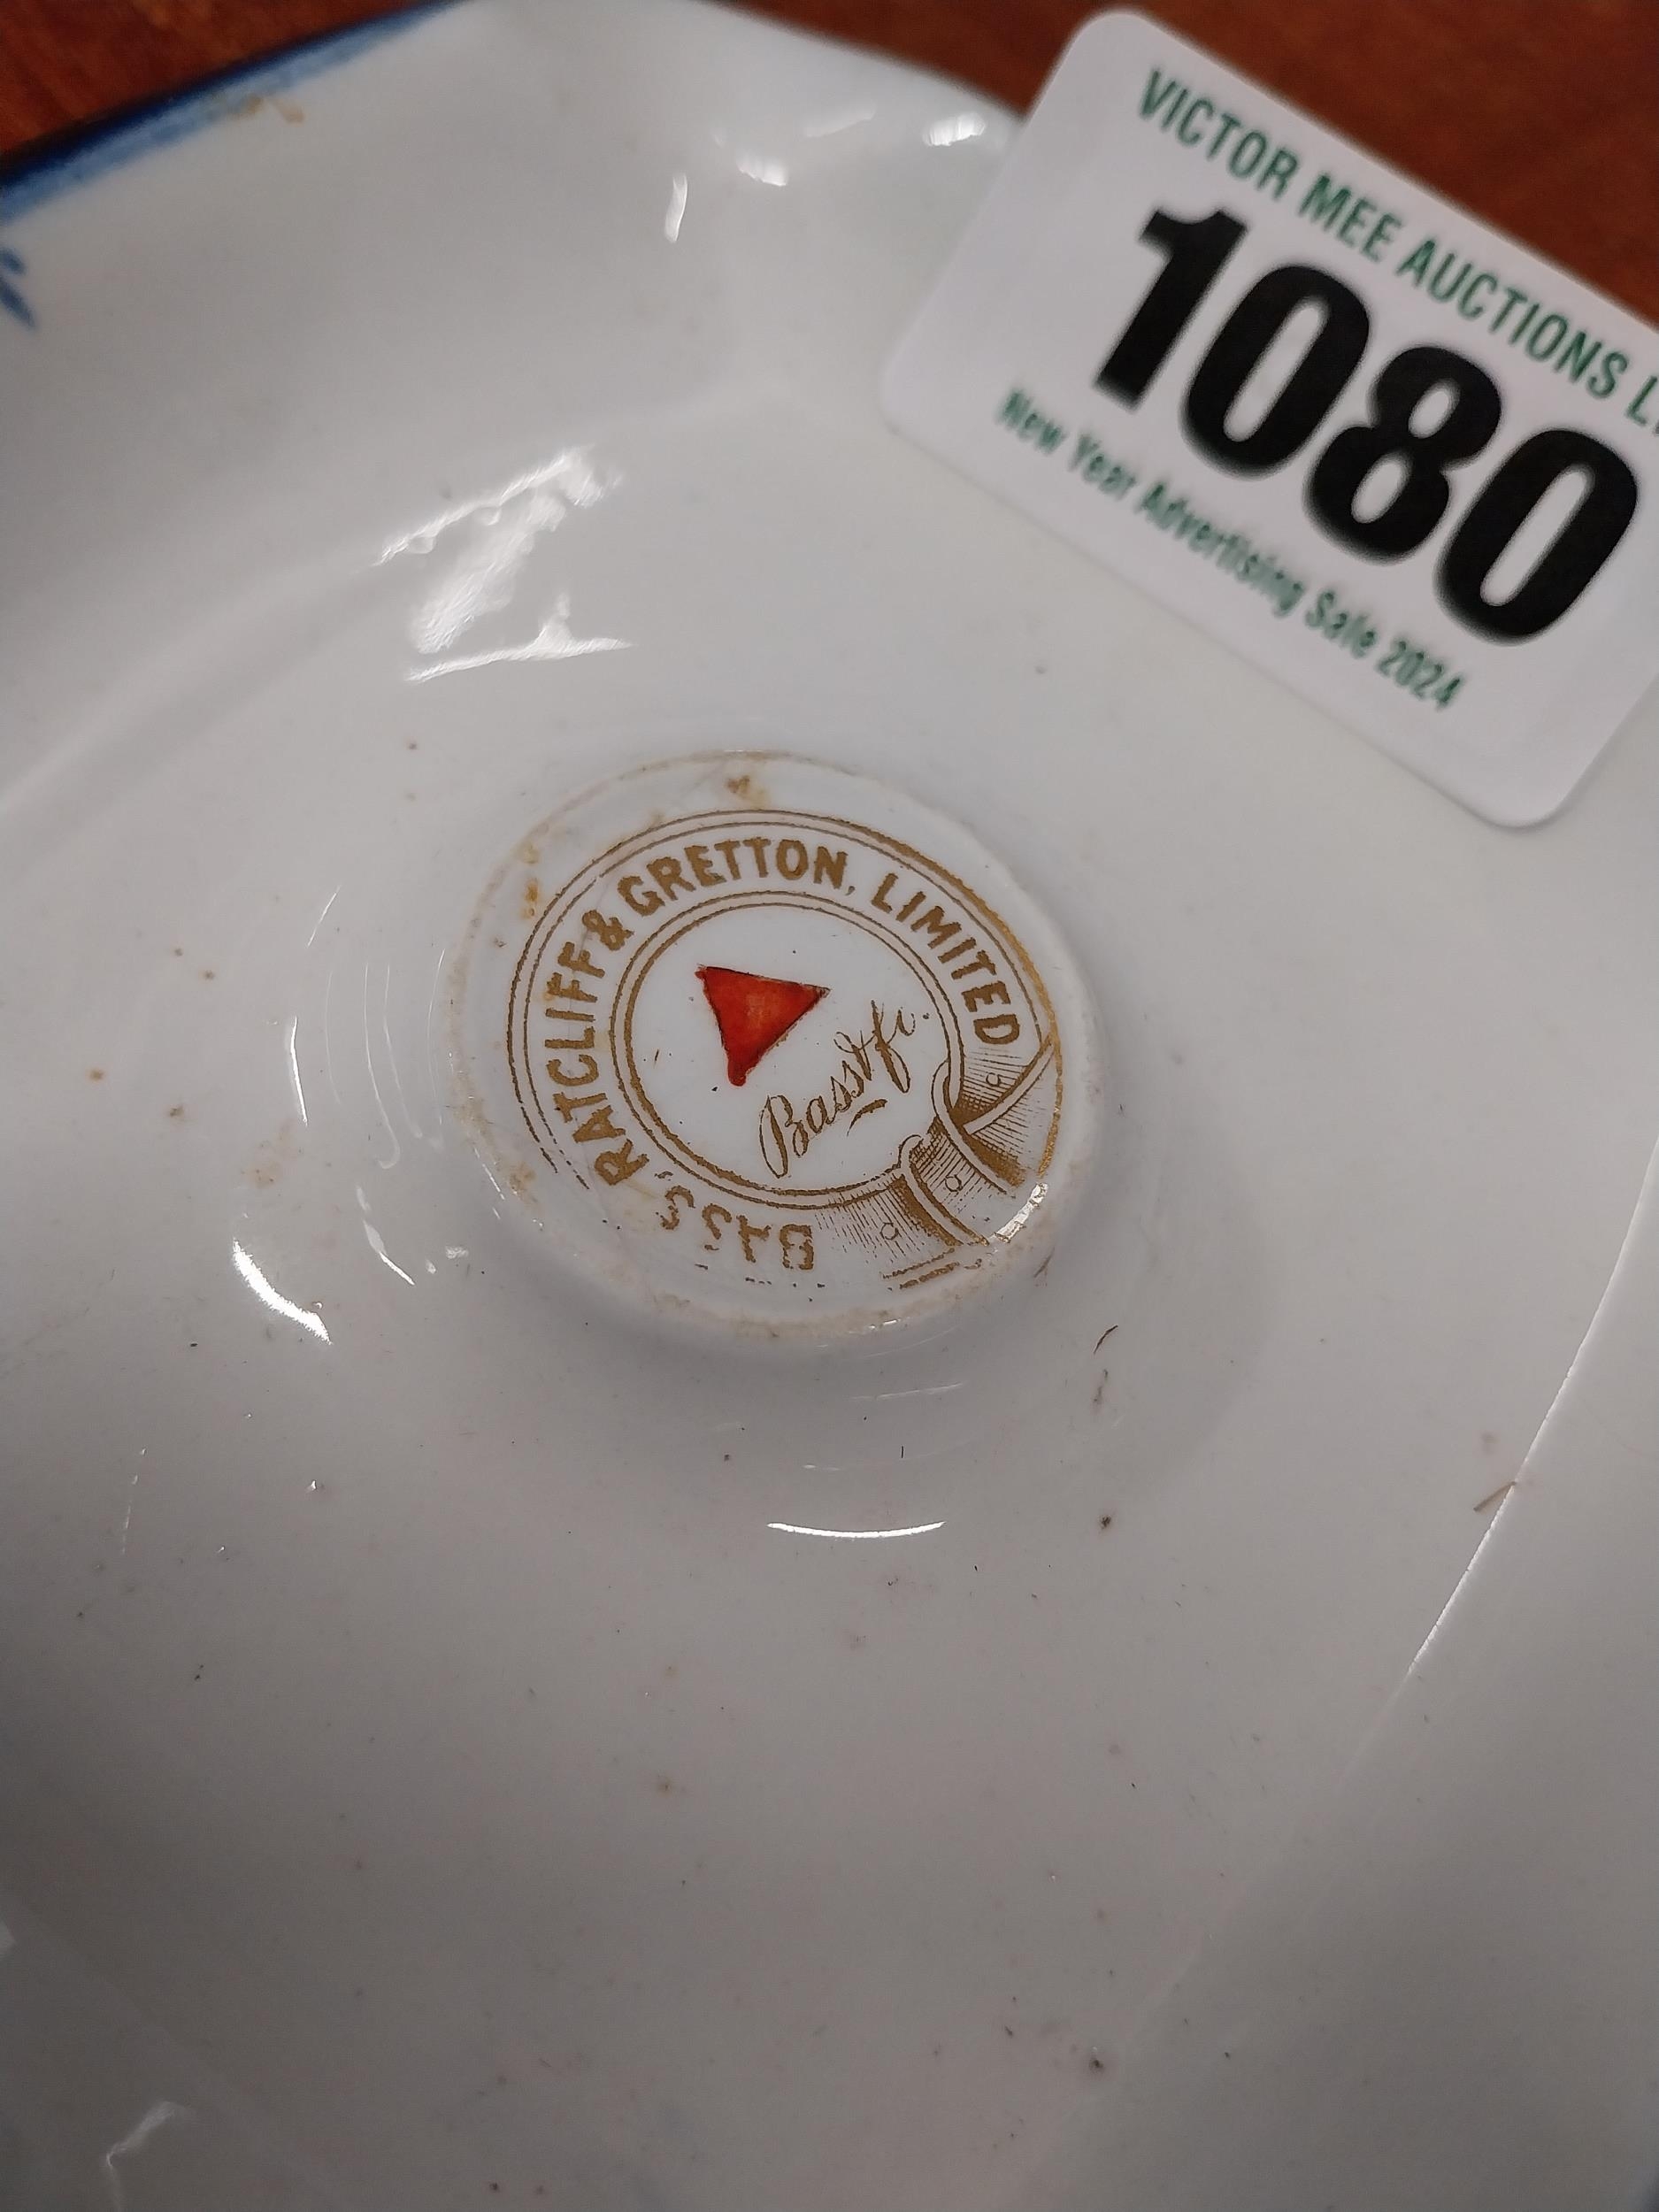 VICTOR MEE AUCTIONS L
1080
New Year Advertising Sale 2024
BASS, RATCLIFF & GRETTON, LIMITED
Bass & Co.